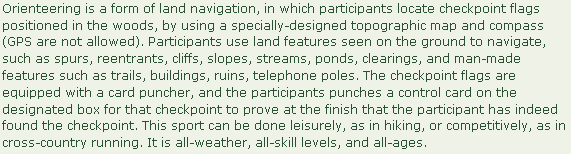 Orienteering is a form of land navigation, in which participants locate checkpoint flags
positioned in the woods, by using a specially-designed topographic map and compass
(GPS are not allowed). Participants use land features seen on the ground to navigate,
such as spurs, reentrants, cliffs, slopes, streams, ponds, clearings, and man-made
features such as trails, buildings, ruins, telephone poles. The checkpoint flags are
equipped with a card puncher, and the participants punches a control card on the
designated box for that checkpoint to prove at the finish that the participant has indeed
found the checkpoint. This sport can be done leisurely, as in hiking, or competitively, as in
cross-country running. It is all-weather, all-skill levels, and all-ages.